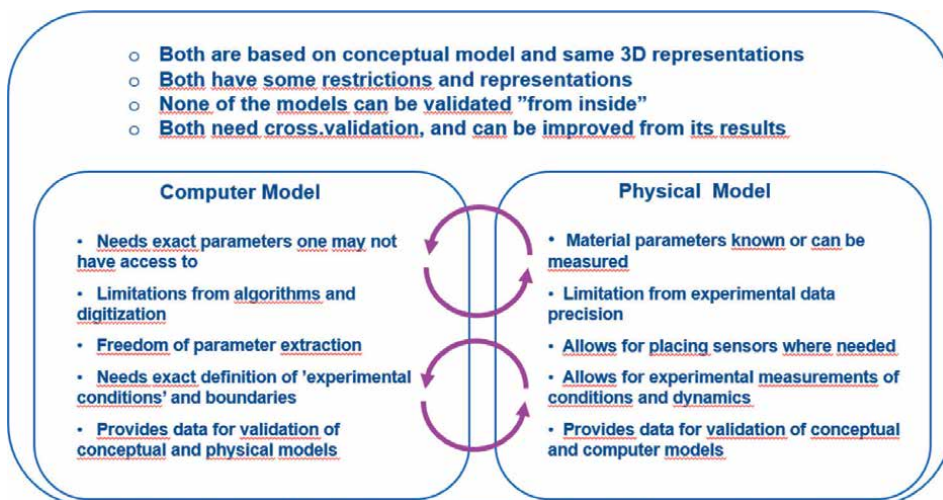 o Both are based on conceptual model and same 3D representations
o Both have some restrictions and representations
o None of the models can be validated ”from inside”
o Both need cross.validation, and can be improved from its results
Computer Model
• Needs exact parameters one may not
have access to
• Limitations from algorithms and
digitization
• Freedom of parameter extraction
• Needs exact definition of ’experimental
conditions’ and boundaries
• Provides data for validation of
conceptual and physical models
Physical Model
• Material parameters known or can be
measured
• Limitation from experimental data
precision
• Allows for placing sensors where needed
• Allows for experimental measurements of
conditions and dynamics
• Provides data for validation of conceptual
and computer models